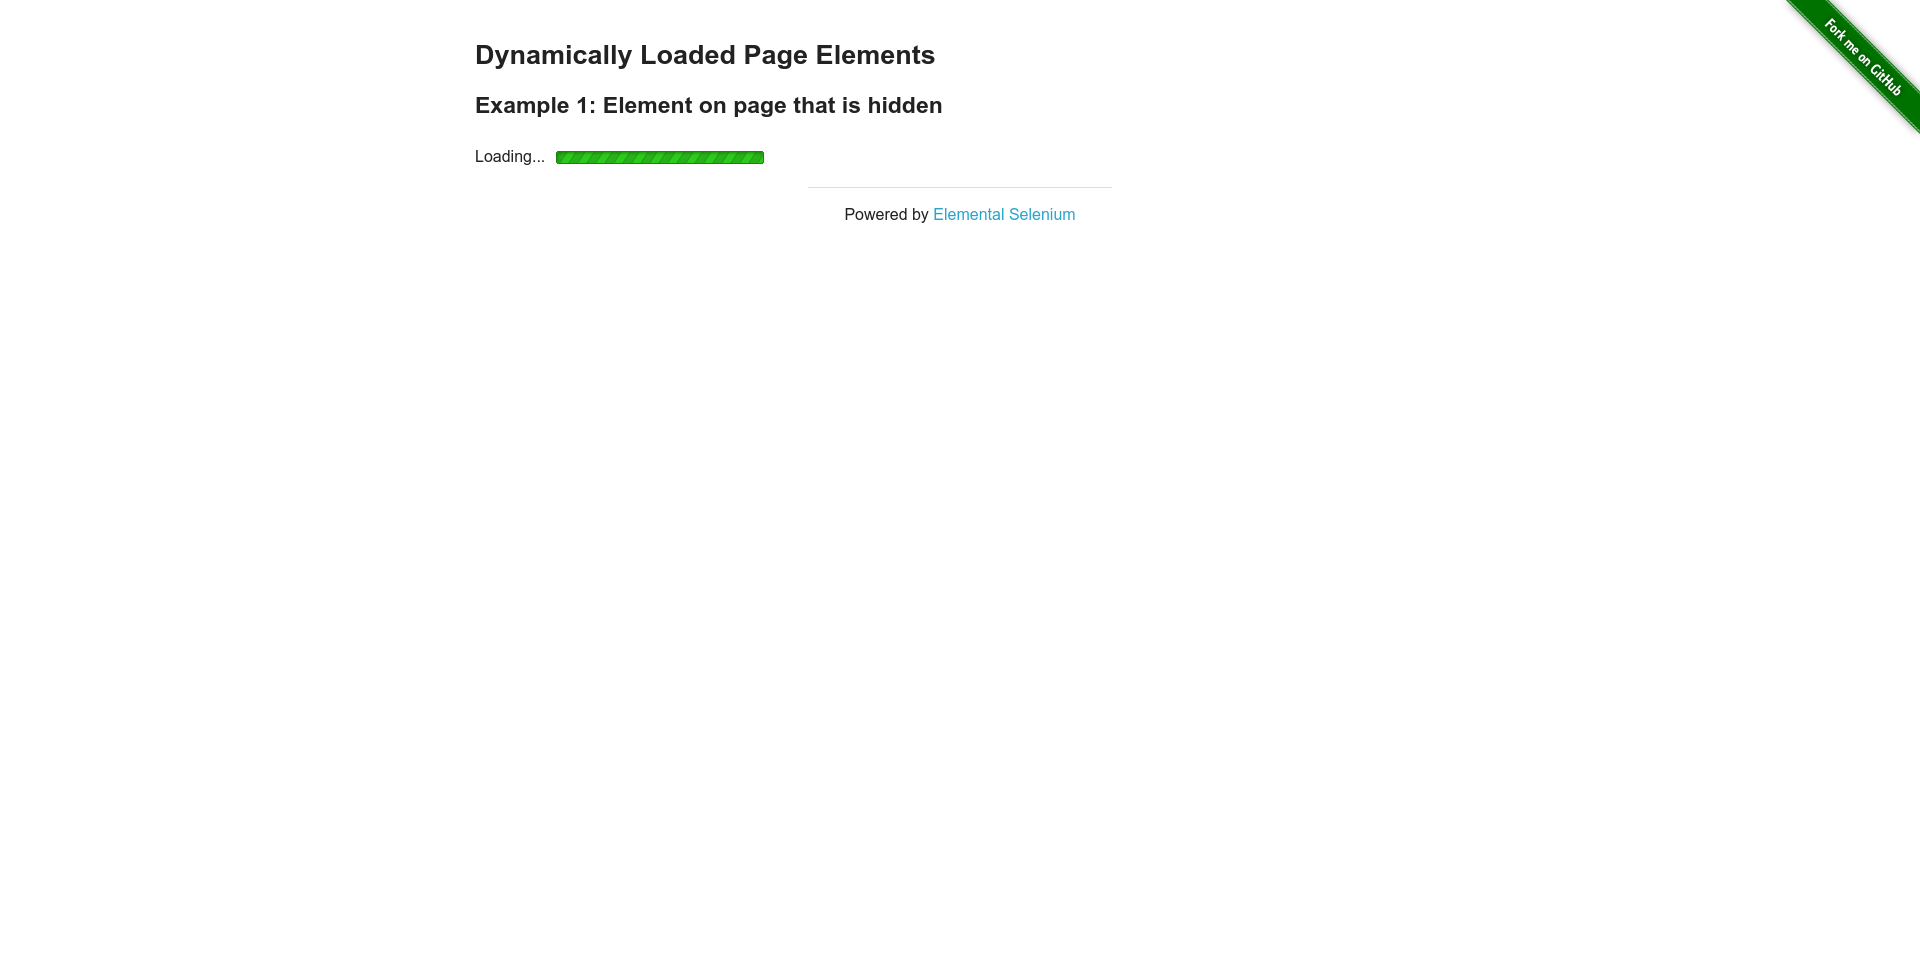 Dynamically Loaded Page Elements
Example 1: Element on page that is hidden
Loading...
Powered by Elemental Selenium
Fork me on GitHub